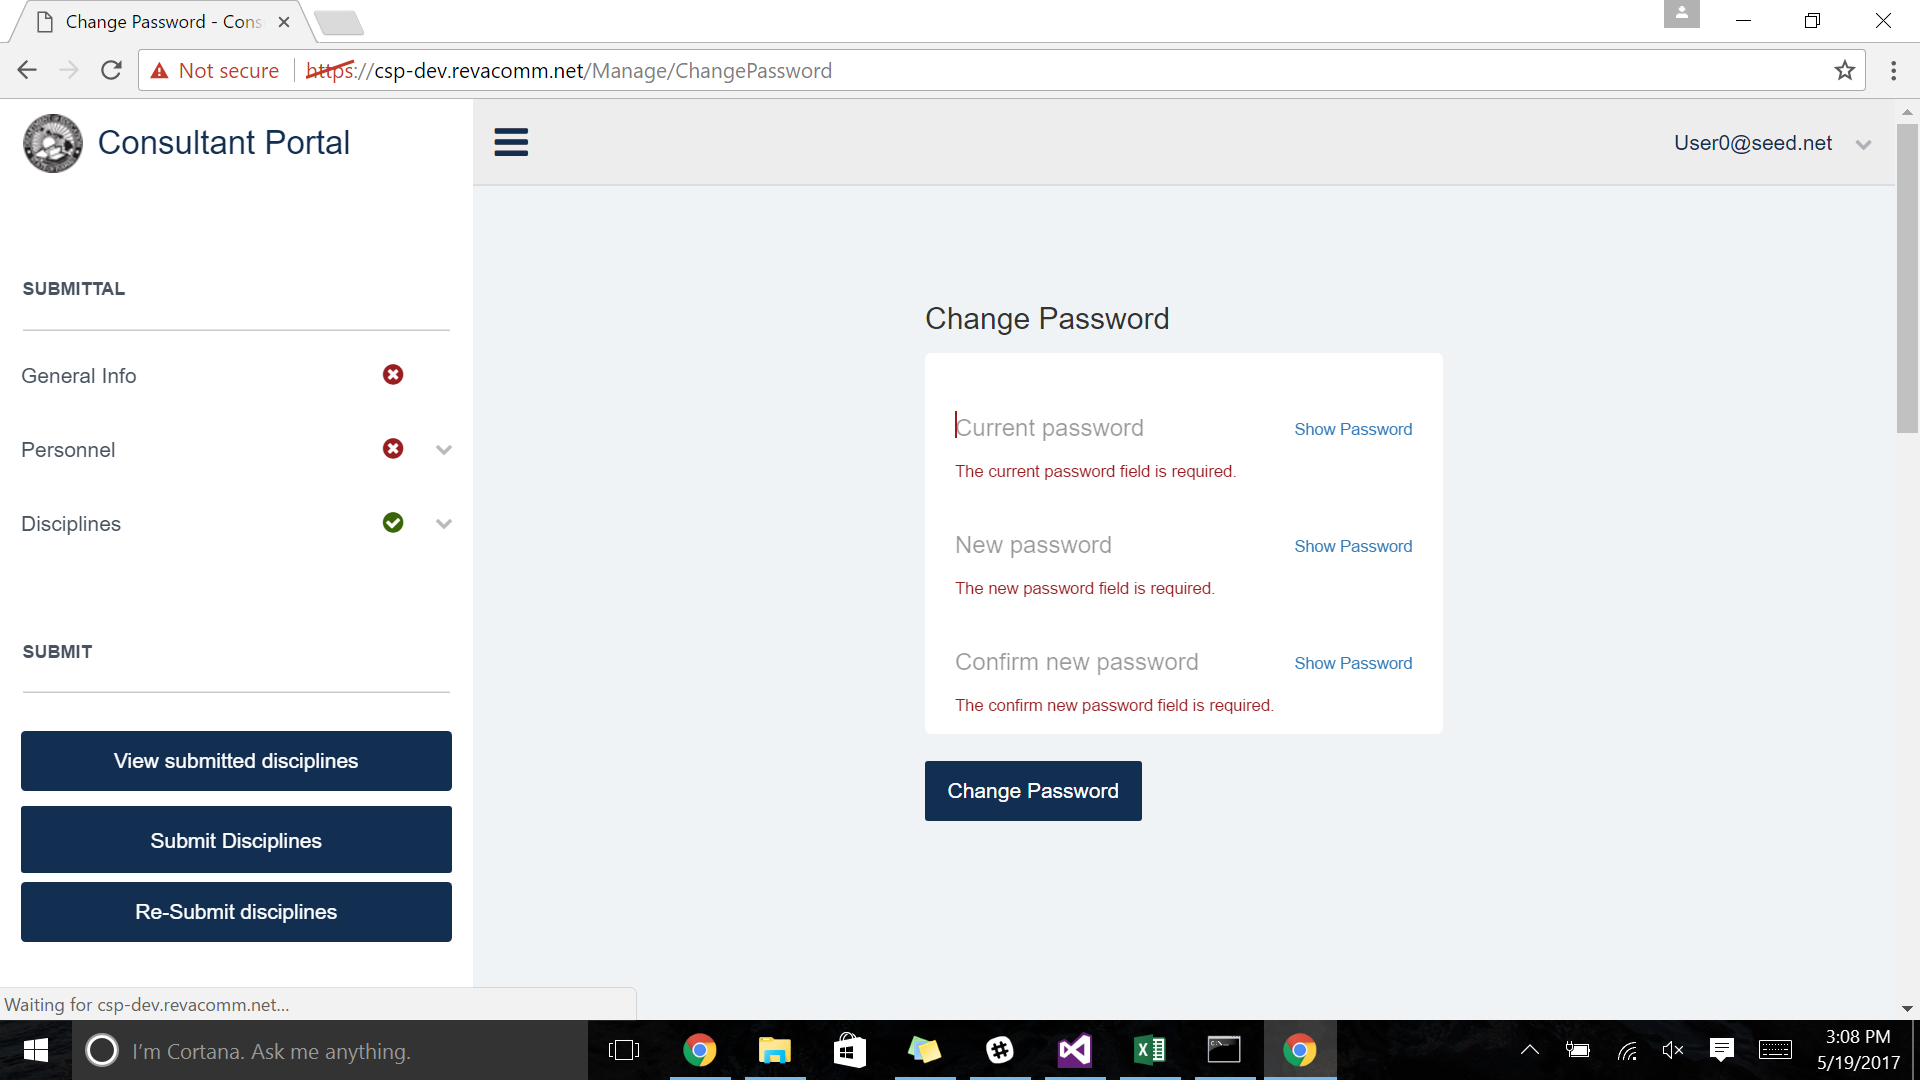 Change Password - Cons
Not secure
https://csp-dev.revacomm.net/Manage/ChangePassword
Consultant Portal
User0@seed.net
SUBMITTAL
General Info
Personnel
Disciplines
SUBMIT
View submitted disciplines
Submit Disciplines
Re-Submit disciplines
Change Password
Current password
Show Password
The current password field is required.
New password
Show Password
The new password field is required.
Confirm new password
Show Password
The confirm new password field is required.
Change Password
Waiting for csp-dev.revacomm.net...
I'm Cortana. Ask me anything.
3:08 PM
5/19/2017